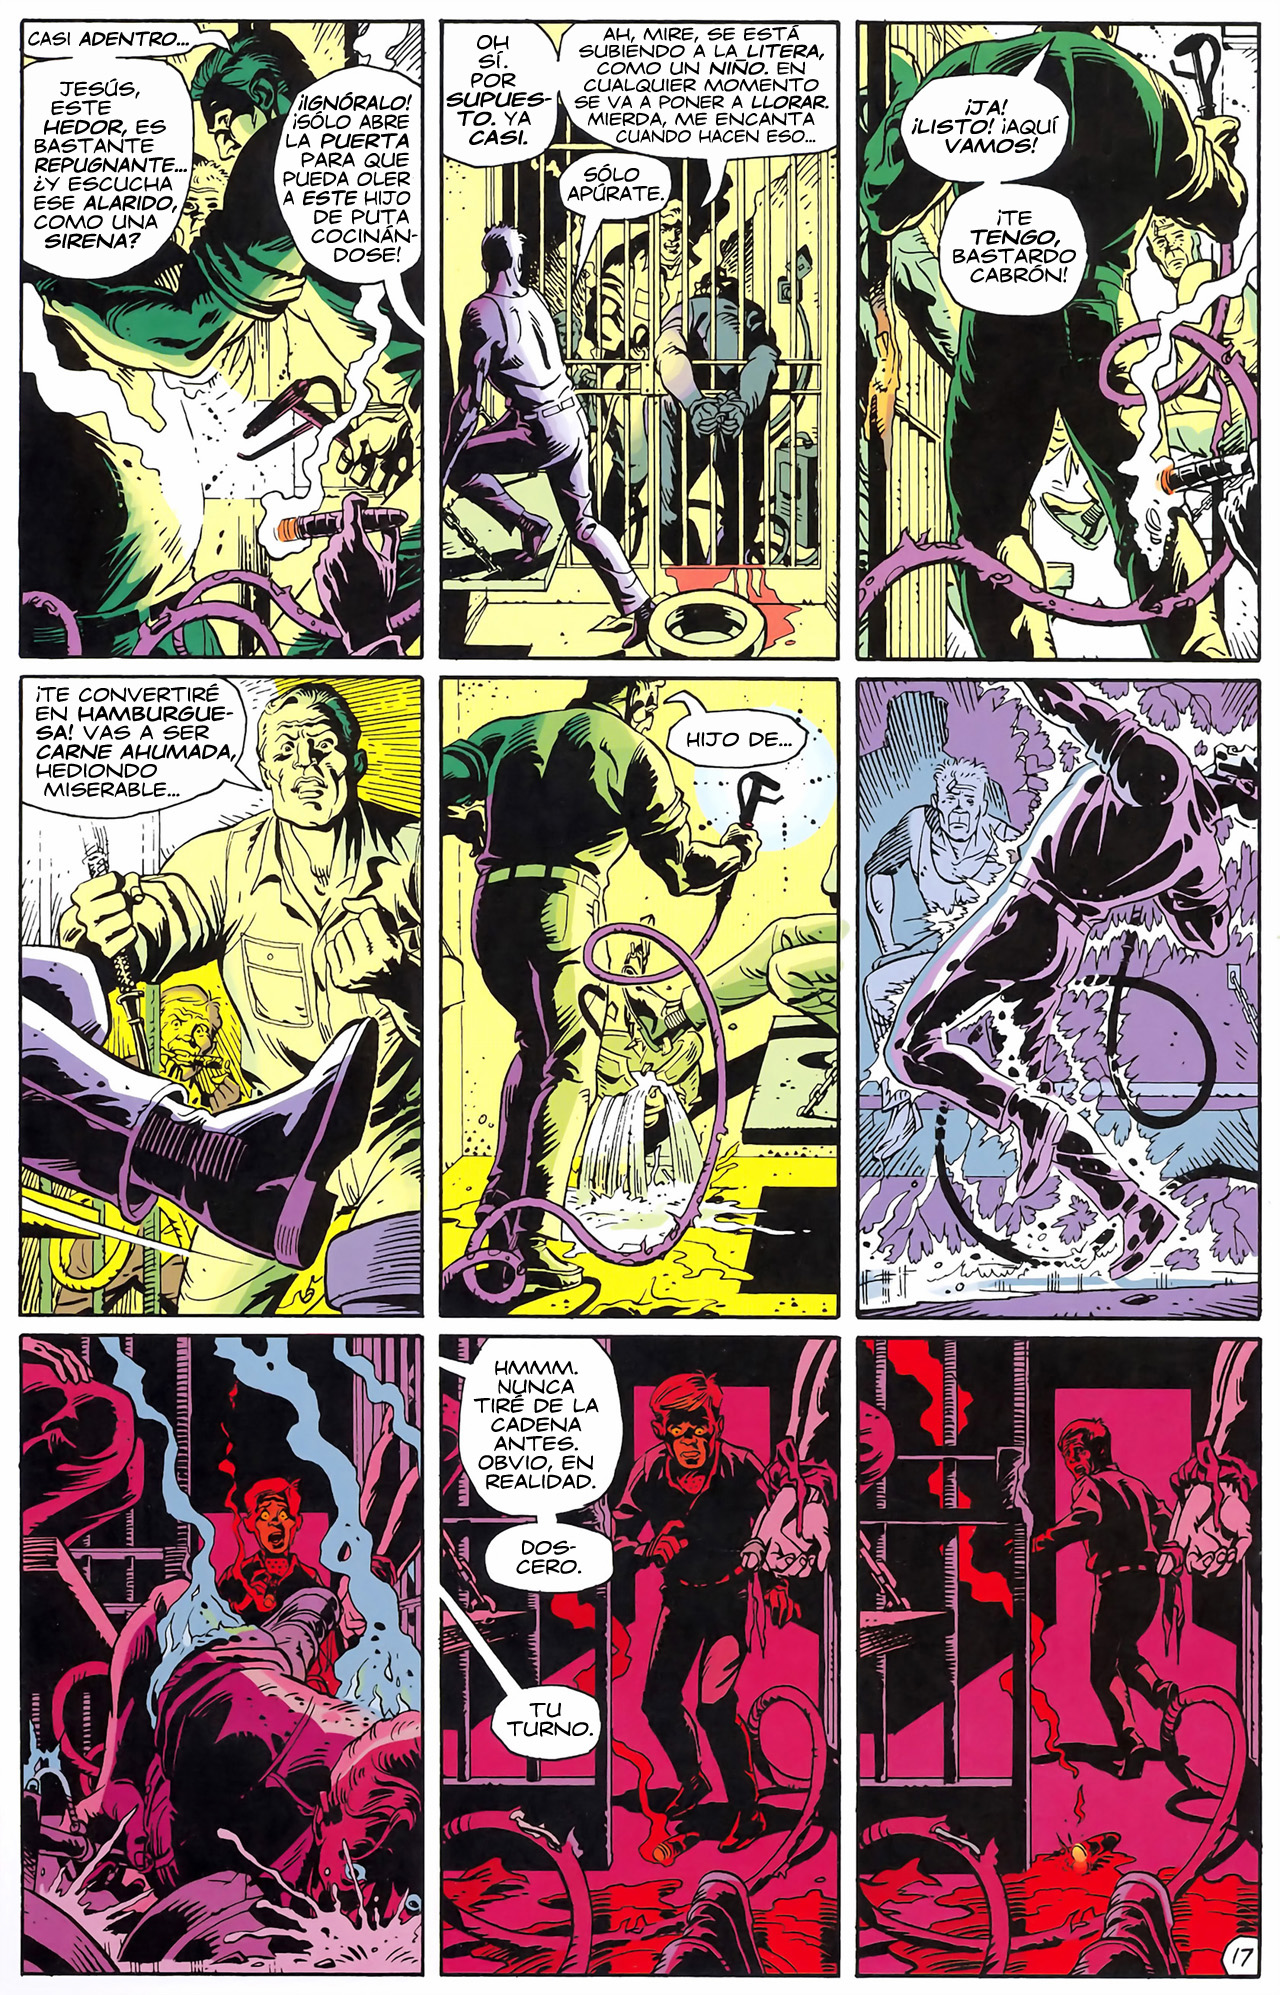 CASI ADENTRO...
JESÚS,
ESTE
HEDOR, ES
BASTANTE
REPUGNANTE...
¿Y ESCUCHA
ESE ALARIDO,
COMO UNA
SIRENA?
¡IGNÓRALO!
¡SÓLO ABRE
LA PUERTA
PARA QUE
PUEDA OLER
A ESTE HIJO
DE PUTA
COCINÁN-
DOSE!
OH
SÍ.
POR
SUPUES-
TO. YA
CASI.
AH, MIRE, SE ESTÁ
SUBIENDO A LA LITERA,
COMO UN NIÑO. EN
CUALQUIER MOMENTO
SE VA A PONER A LLORAR.
MIERDA, ME ENCANTA
CUANDO HACEN ESO...
SÓLO
APÚRATE.
¡JA!
¡LISTO! ¡AQUÍ
VAMOS!
¡TE
TENGO,
BASTARDO
CABRÓN!
¡TE CONVERTIRÉ
EN HAMBURGUE-
SA! VAS A SER
CARNE AHUMADA,
HEDIONDO
MISERABLE...
HIJO DE...
HMMM.
NUNCA
TIRÉ DE LA
CADENA
ANTES.
OBVIO, EN
REALIDAD.
DOS-
CERO.
TU
TURNO.
17